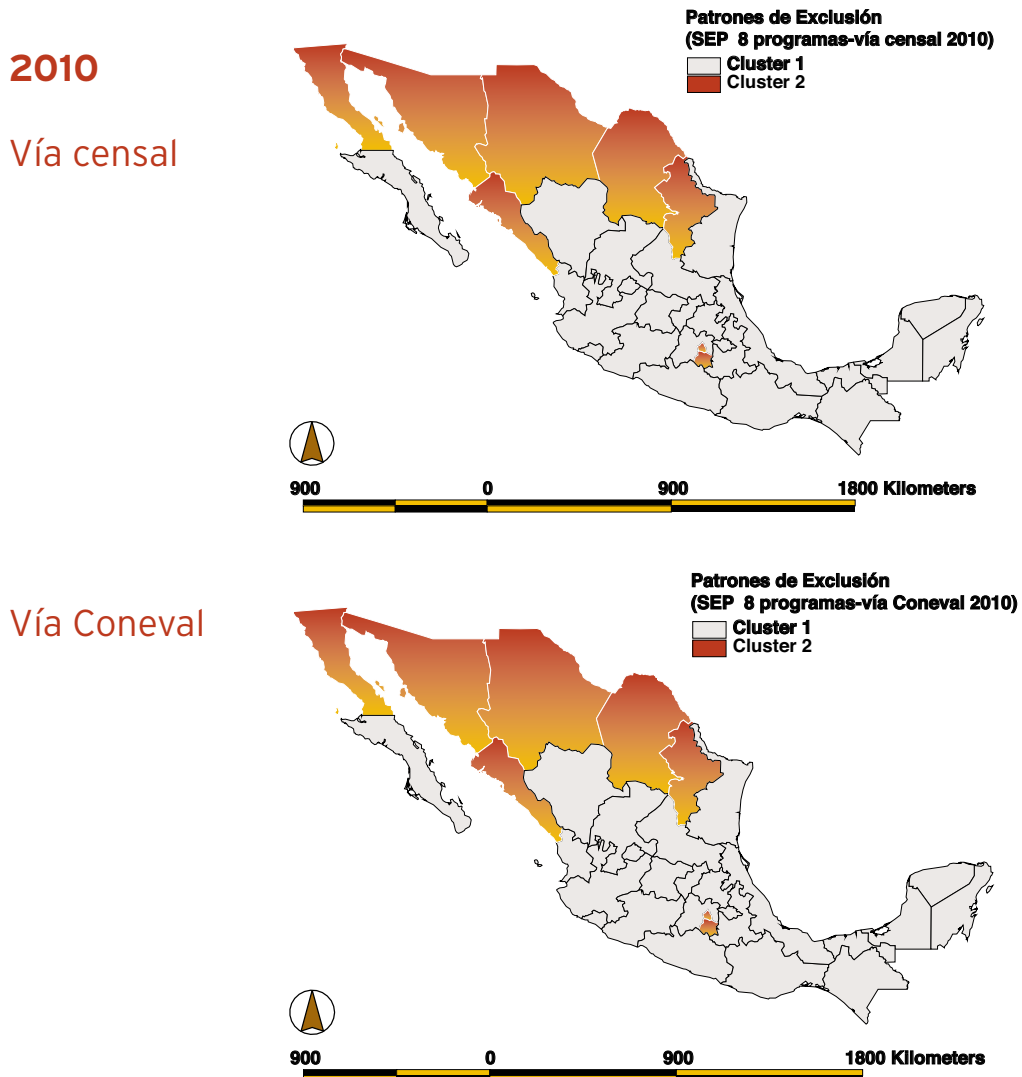 2010
Vía censal
Patrones de Exclusión
(SEP 8 programas-vía censal 2010)
Cluster 1
Cluster 2
900 0 900 1800 Kilometers
Vía Coneval
Patrones de Exclusión
(SEP 8 programas-vía Coneval 2010)
Cluster 1
Cluster 2
900 0 900 1800 Kilometers